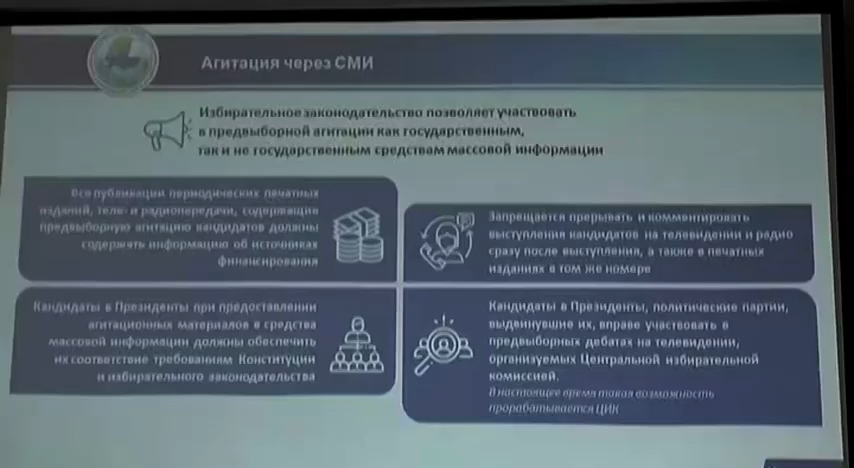 Агитация через СМИ
Избирательное законодательство позволяет участвовать
в предвыборной агитации как государственным,
так и не государственным средствам массовой информации
Все публикации периодических печатных
изданий, теле- и радиопередачи, содержащие
предвыборную агитацию кандидатов должны
содержать информацию об источниках
финансирования
Запрещается прерывать и комментировать
выступления кандидатов на телевидении и радио
сразу после выступления, а также в печатных
изданиях в том же номере
Кандидаты в Президенты при предоставлении
агитационных материалов в средства
массовой информации должны обеспечить
их соответствие требованиям Конституции
и избирательного законодательства
Кандидаты в Президенты, политические партии,
выдвинувшие их, вправе участвовать в
предвыборных дебатах на телевидении,
организуемых Центральной избирательной
комиссией.
В настоящее время такая возможность
прорабатывается ЦИК